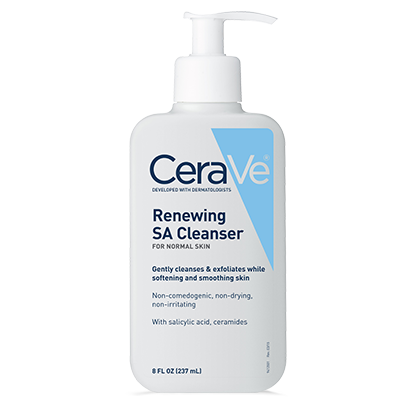 CeraVe®
DEVELOPED WITH DERMATOLOGISTS
Renewing
SA Cleanser
FOR NORMAL SKIN
Gently cleanses & exfoliates while
softening and smoothing skin
Non-comedogenic, non-drying,
non-irritating
With salicylic acid, ceramides
8 FL OZ (237 mL)